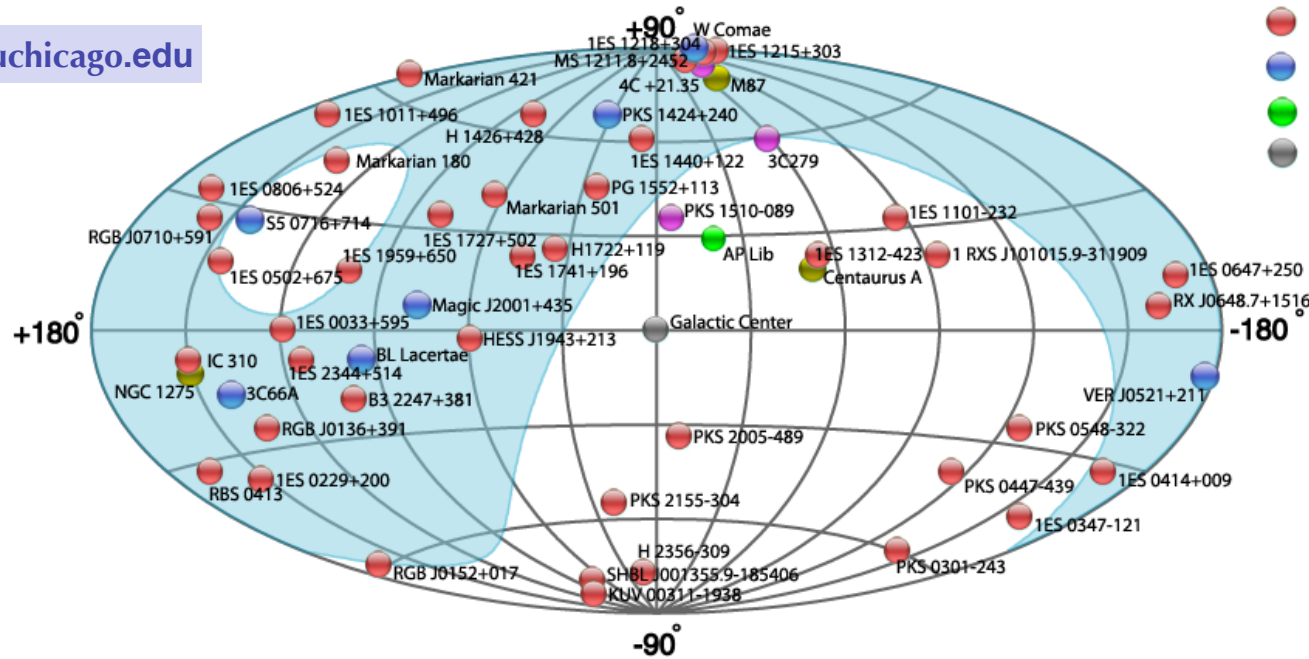 uchicago.edu
+90°
W Comae
1ES 1218+304
1ES 1215+303
MS 1211.8+2452
Markarian 421
4C +21.35
M87
1ES 1011+496
PKS 1424+240
H 1426+428
Markarian 180
1ES 1440+122
3C279
1ES 0806+524
PG 1552+113
Markarian 501
PKS 1510-089
1ES 1101-232
S5 0716+714
RGB J0710+591
1ES 1727+502
H1722+119
AP Lib
1ES 1312-423
1 RXS J101015.9-311909
1ES 1959+650
1ES 1741+196
1ES 0502+675
Centaurus A
1ES 0647+250
Magic J2001+435
RX J0648.7+1516
+180°
1ES 0033+595
Galactic Center
-180°
HESS J1943+213
IC 310
BL Lacertae
1ES 2344+514
NGC 1275
3C66A
B3 2247+381
VER J0521+211
RGB J0136+391
PKS 2005-489
PKS 0548-322
1ES 0229+200
RBS 0413
PKS 0447-439
1ES 0414+009
PKS 2155-304
1ES 0347-121
H 2356-309
RGB J0152+017
SHBL J001355.9-185406
PKS 0301-243
KUV 00311-1938
-90°